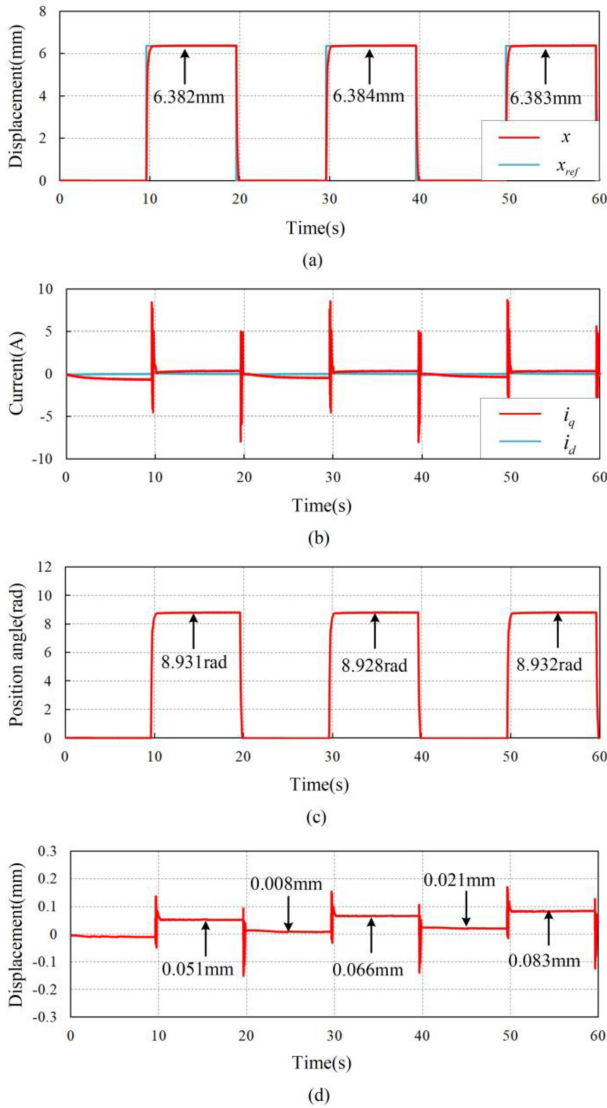 8
6
4
2
0
Displacement(mm)
6.382mm
6.384mm
6.383mm
x
x_ref
0 10 20 30 40 50 60
Time(s)
(a)
10
5
0
-5
-10
Current(A)
i_q
i_d
0 10 20 30 40 50 60
Time(s)
(b)
12
10
8
6
4
2
0
Position angle(rad)
8.931rad
8.928rad
8.932rad
0 10 20 30 40 50 60
Time(s)
(c)
0.3
0.2
0.1
0
-0.1
-0.2
-0.3
Displacement(mm)
0.008mm
0.021mm
0.051mm
0.066mm
0.083mm
0 10 20 30 40 50 60
Time(s)
(d)